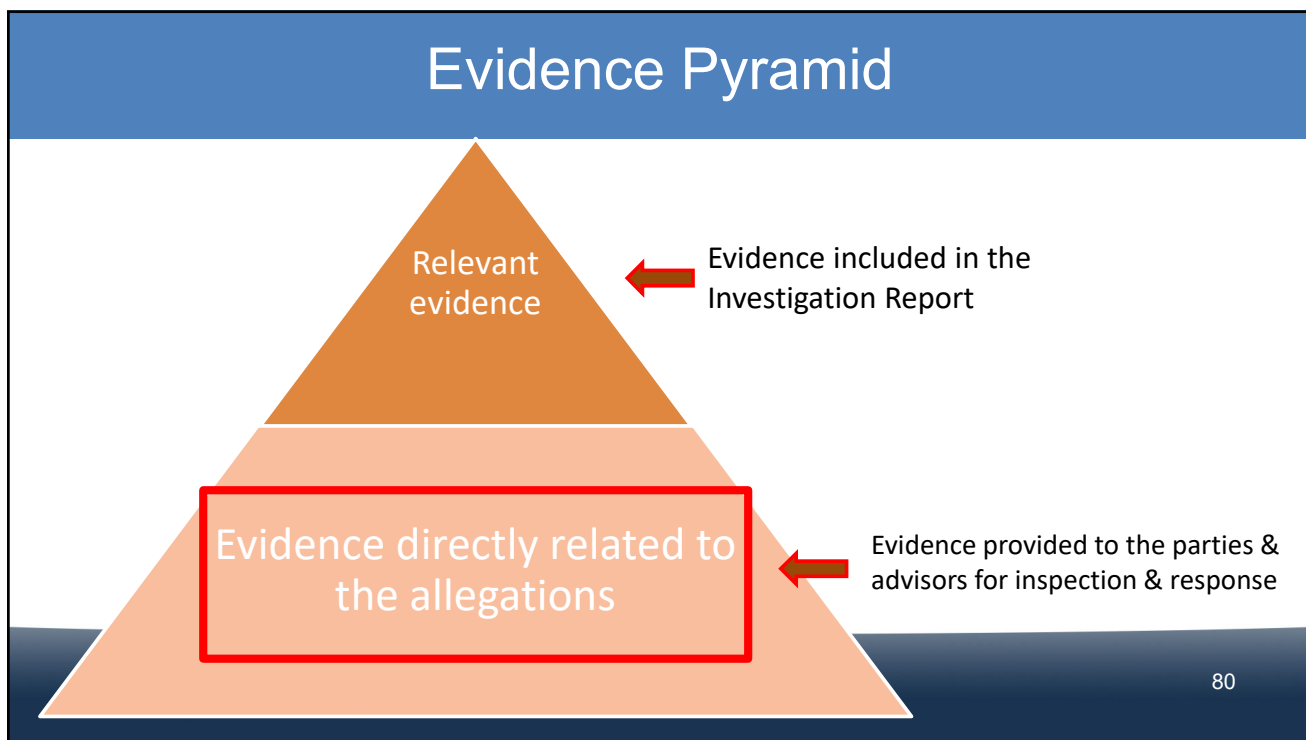 Evidence Pyramid
Relevant
evidence
Evidence included in the
Investigation Report
Evidence directly related to
the allegations
Evidence provided to the parties &
advisors for inspection & response
80